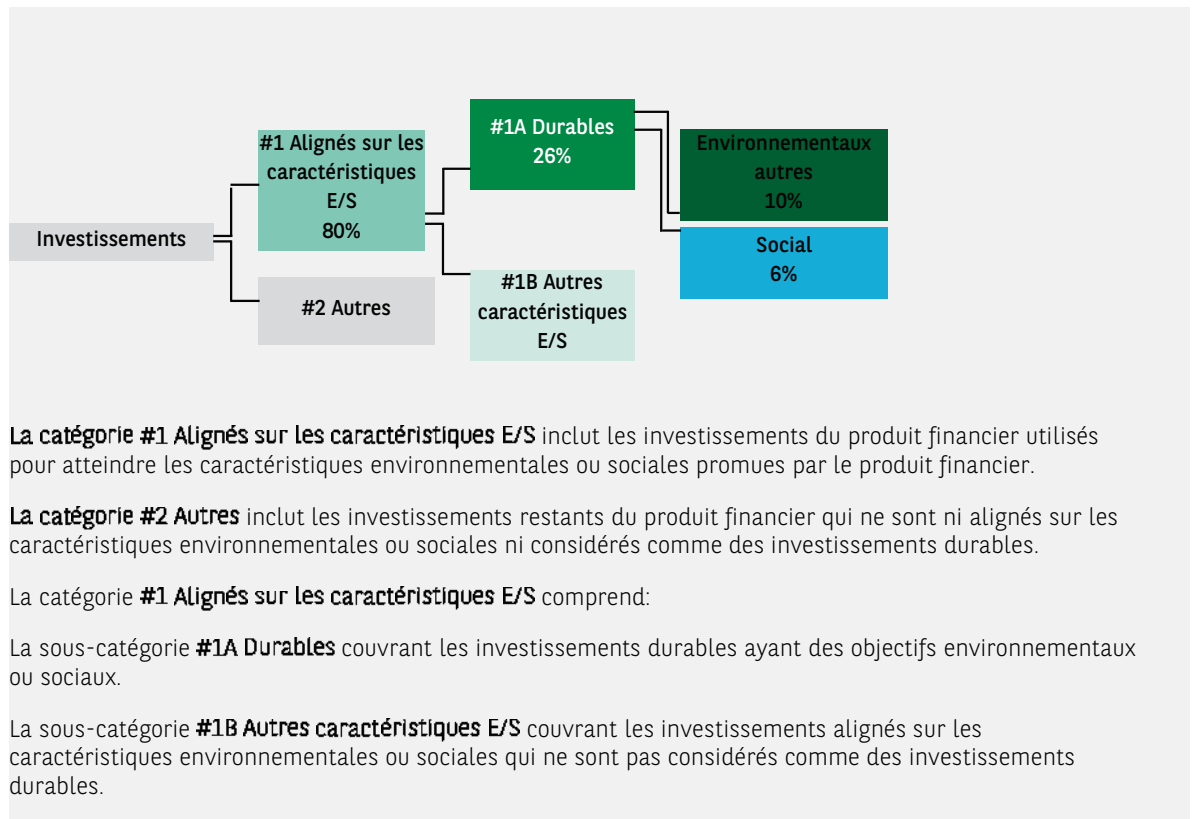 #1A Durables
26%
#1 Alignés sur les
caractéristiques
E/S
80%
Environnementaux
autres
10%
Investissements
Social
6%
#2 Autres
#1B Autres
caractéristiques
E/S
La catégorie #1 Alignés sur les caractéristiques E/S inclut les investissements du produit financier utilisés
pour atteindre les caractéristiques environnementales ou sociales promues par le produit financier.
La catégorie #2 Autres inclut les investissements restants du produit financier qui ne sont ni alignés sur les
caractéristiques environnementales ou sociales ni considérés comme des investissements durables.
La catégorie #1 Alignés sur les caractéristiques E/S comprend:
La sous-catégorie #1A Durables couvrant les investissements durables ayant des objectifs environnementaux
ou sociaux.
La sous-catégorie #1B Autres caractéristiques E/S couvrant les investissements alignés sur les
caractéristiques environnementales ou sociales qui ne sont pas considérés comme des investissements
durables.